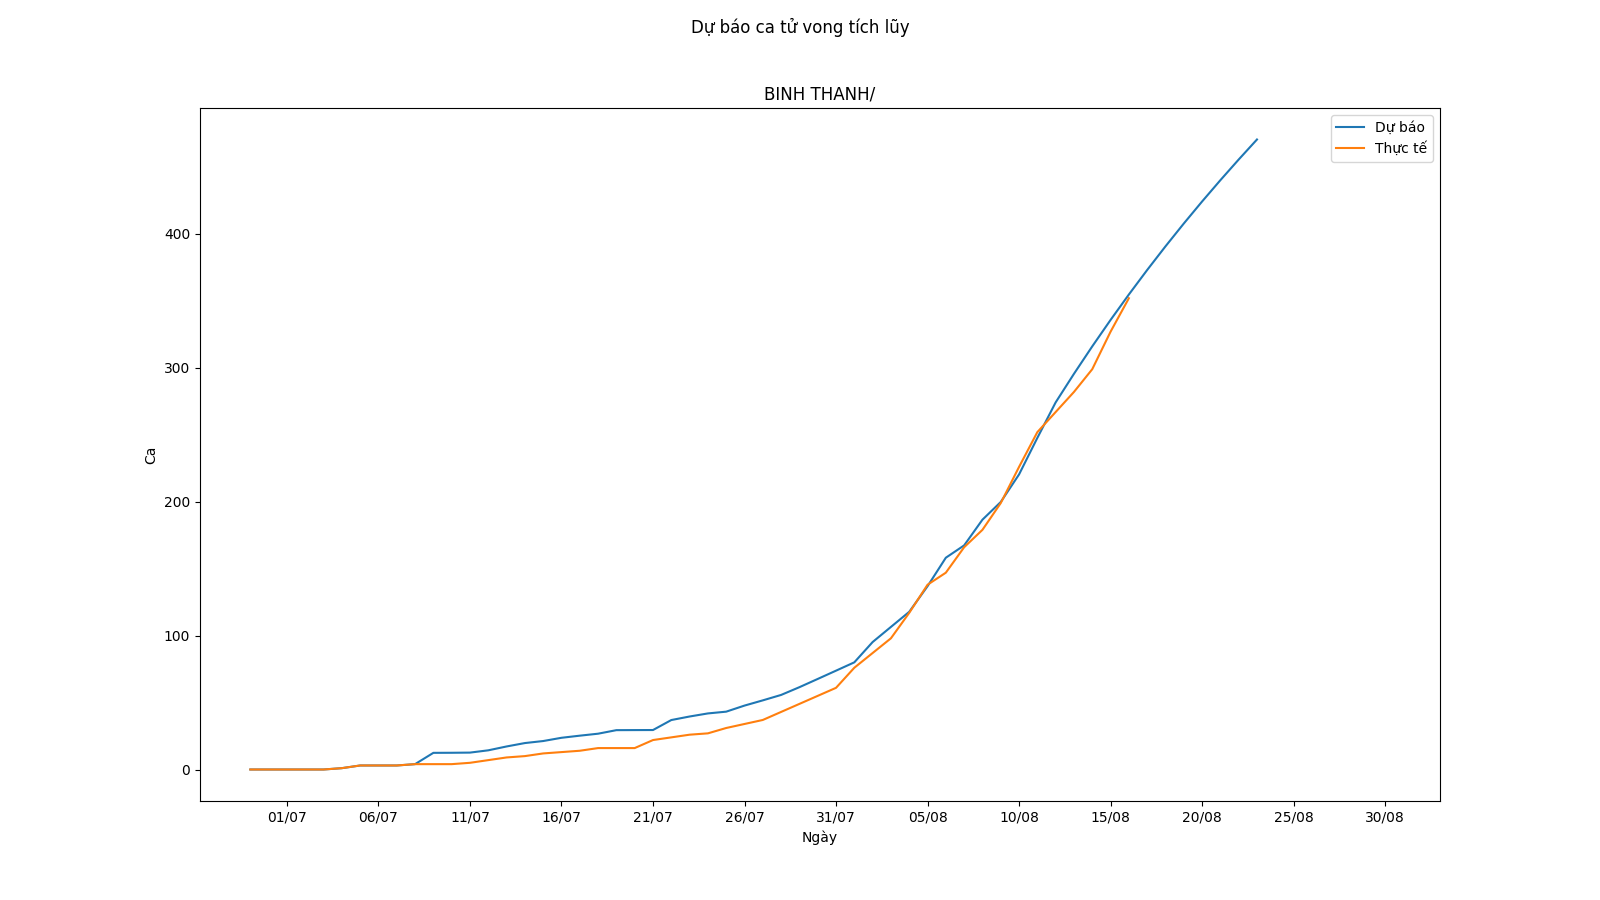 Dự báo ca tử vong tích lũy
BINH THANH/
Dự báo
Thực tế
400
300
200
100
0
Ca
01/07 06/07 11/07 16/07 21/07 26/07 31/07 05/08 10/08 15/08 20/08 25/08 30/08
Ngày